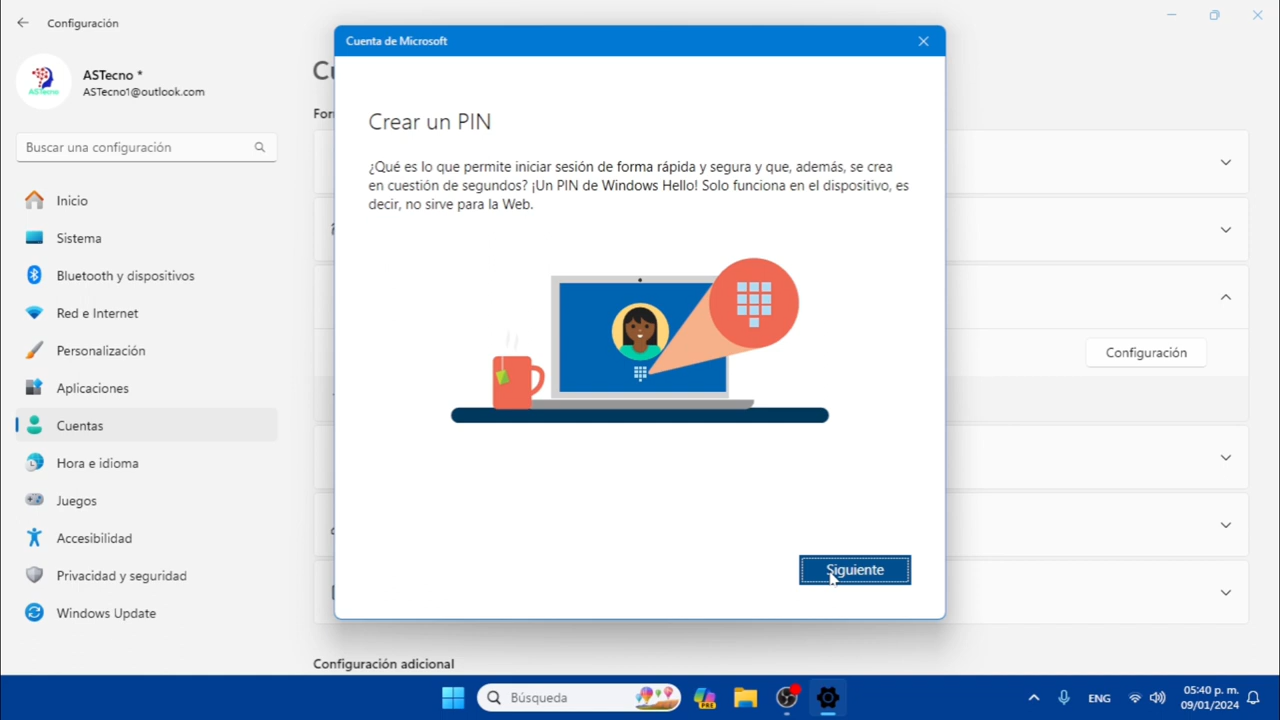 Configuración
ASTecno *
ASTecno1@outlook.com
ASTecno
Buscar una configuración
Inicio
Sistema
Bluetooth y dispositivos
Red e Internet
Personalización
Aplicaciones
Cuentas
Hora e idioma
Juegos
Accesibilidad
Privacidad y seguridad
Windows Update
Cu
For
Cuenta de Microsoft
Crear un PIN
¿Qué es lo que permite iniciar sesión de forma rápida y segura y que, además, se crea
en cuestión de segundos? ¡Un PIN de Windows Hello! Solo funciona en el dispositivo, es
decir, no sirve para la Web.
Siguiente
Configuración
Configuración adicional
Búsqueda
PRE
ENG
05:40 p. m.
09/01/2024